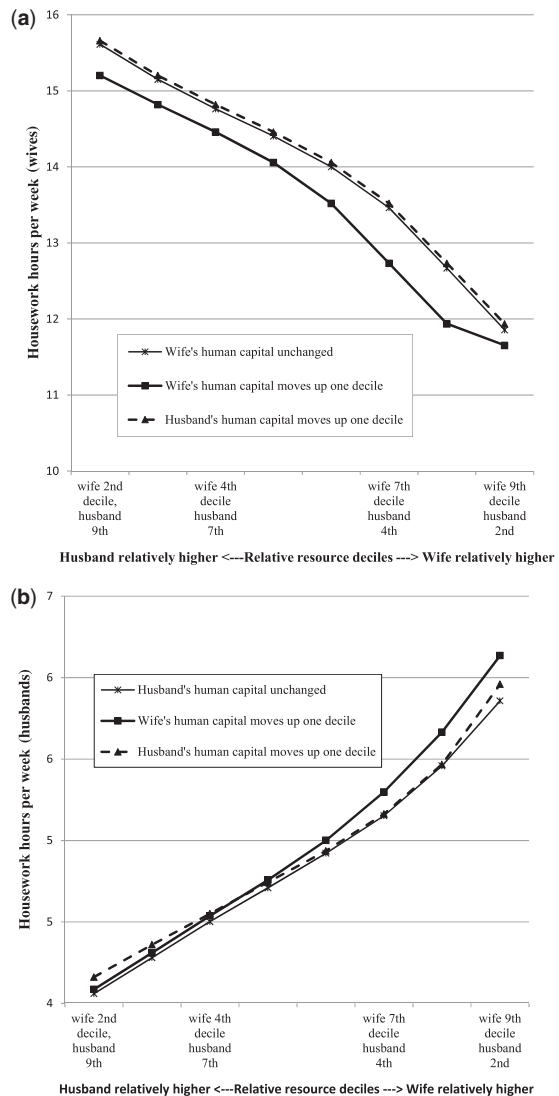 (a)
16
15
14
13
12
11
10
Housework hours per week (wives)
Wife's human capital unchanged
Wife's human capital moves up one decile
Husband's human capital moves up one decile
wife 2nd
decile,
husband
9th
wife 4th
decile
husband
7th
wife 7th
decile
husband
4th
wife 9th
decile
husband
2nd
Husband relatively higher <---Relative resource deciles ---> Wife relatively higher
(b)
7
6
6
5
5
4
Housework hours per week (husbands)
Husband's human capital unchanged
Wife's human capital moves up one decile
Husband's human capital moves up one decile
wife 2nd
decile,
husband
9th
wife 4th
decile
husband
7th
wife 7th
decile
husband
4th
wife 9th
decile
husband
2nd
Husband relatively higher <---Relative resource deciles ---> Wife relatively higher